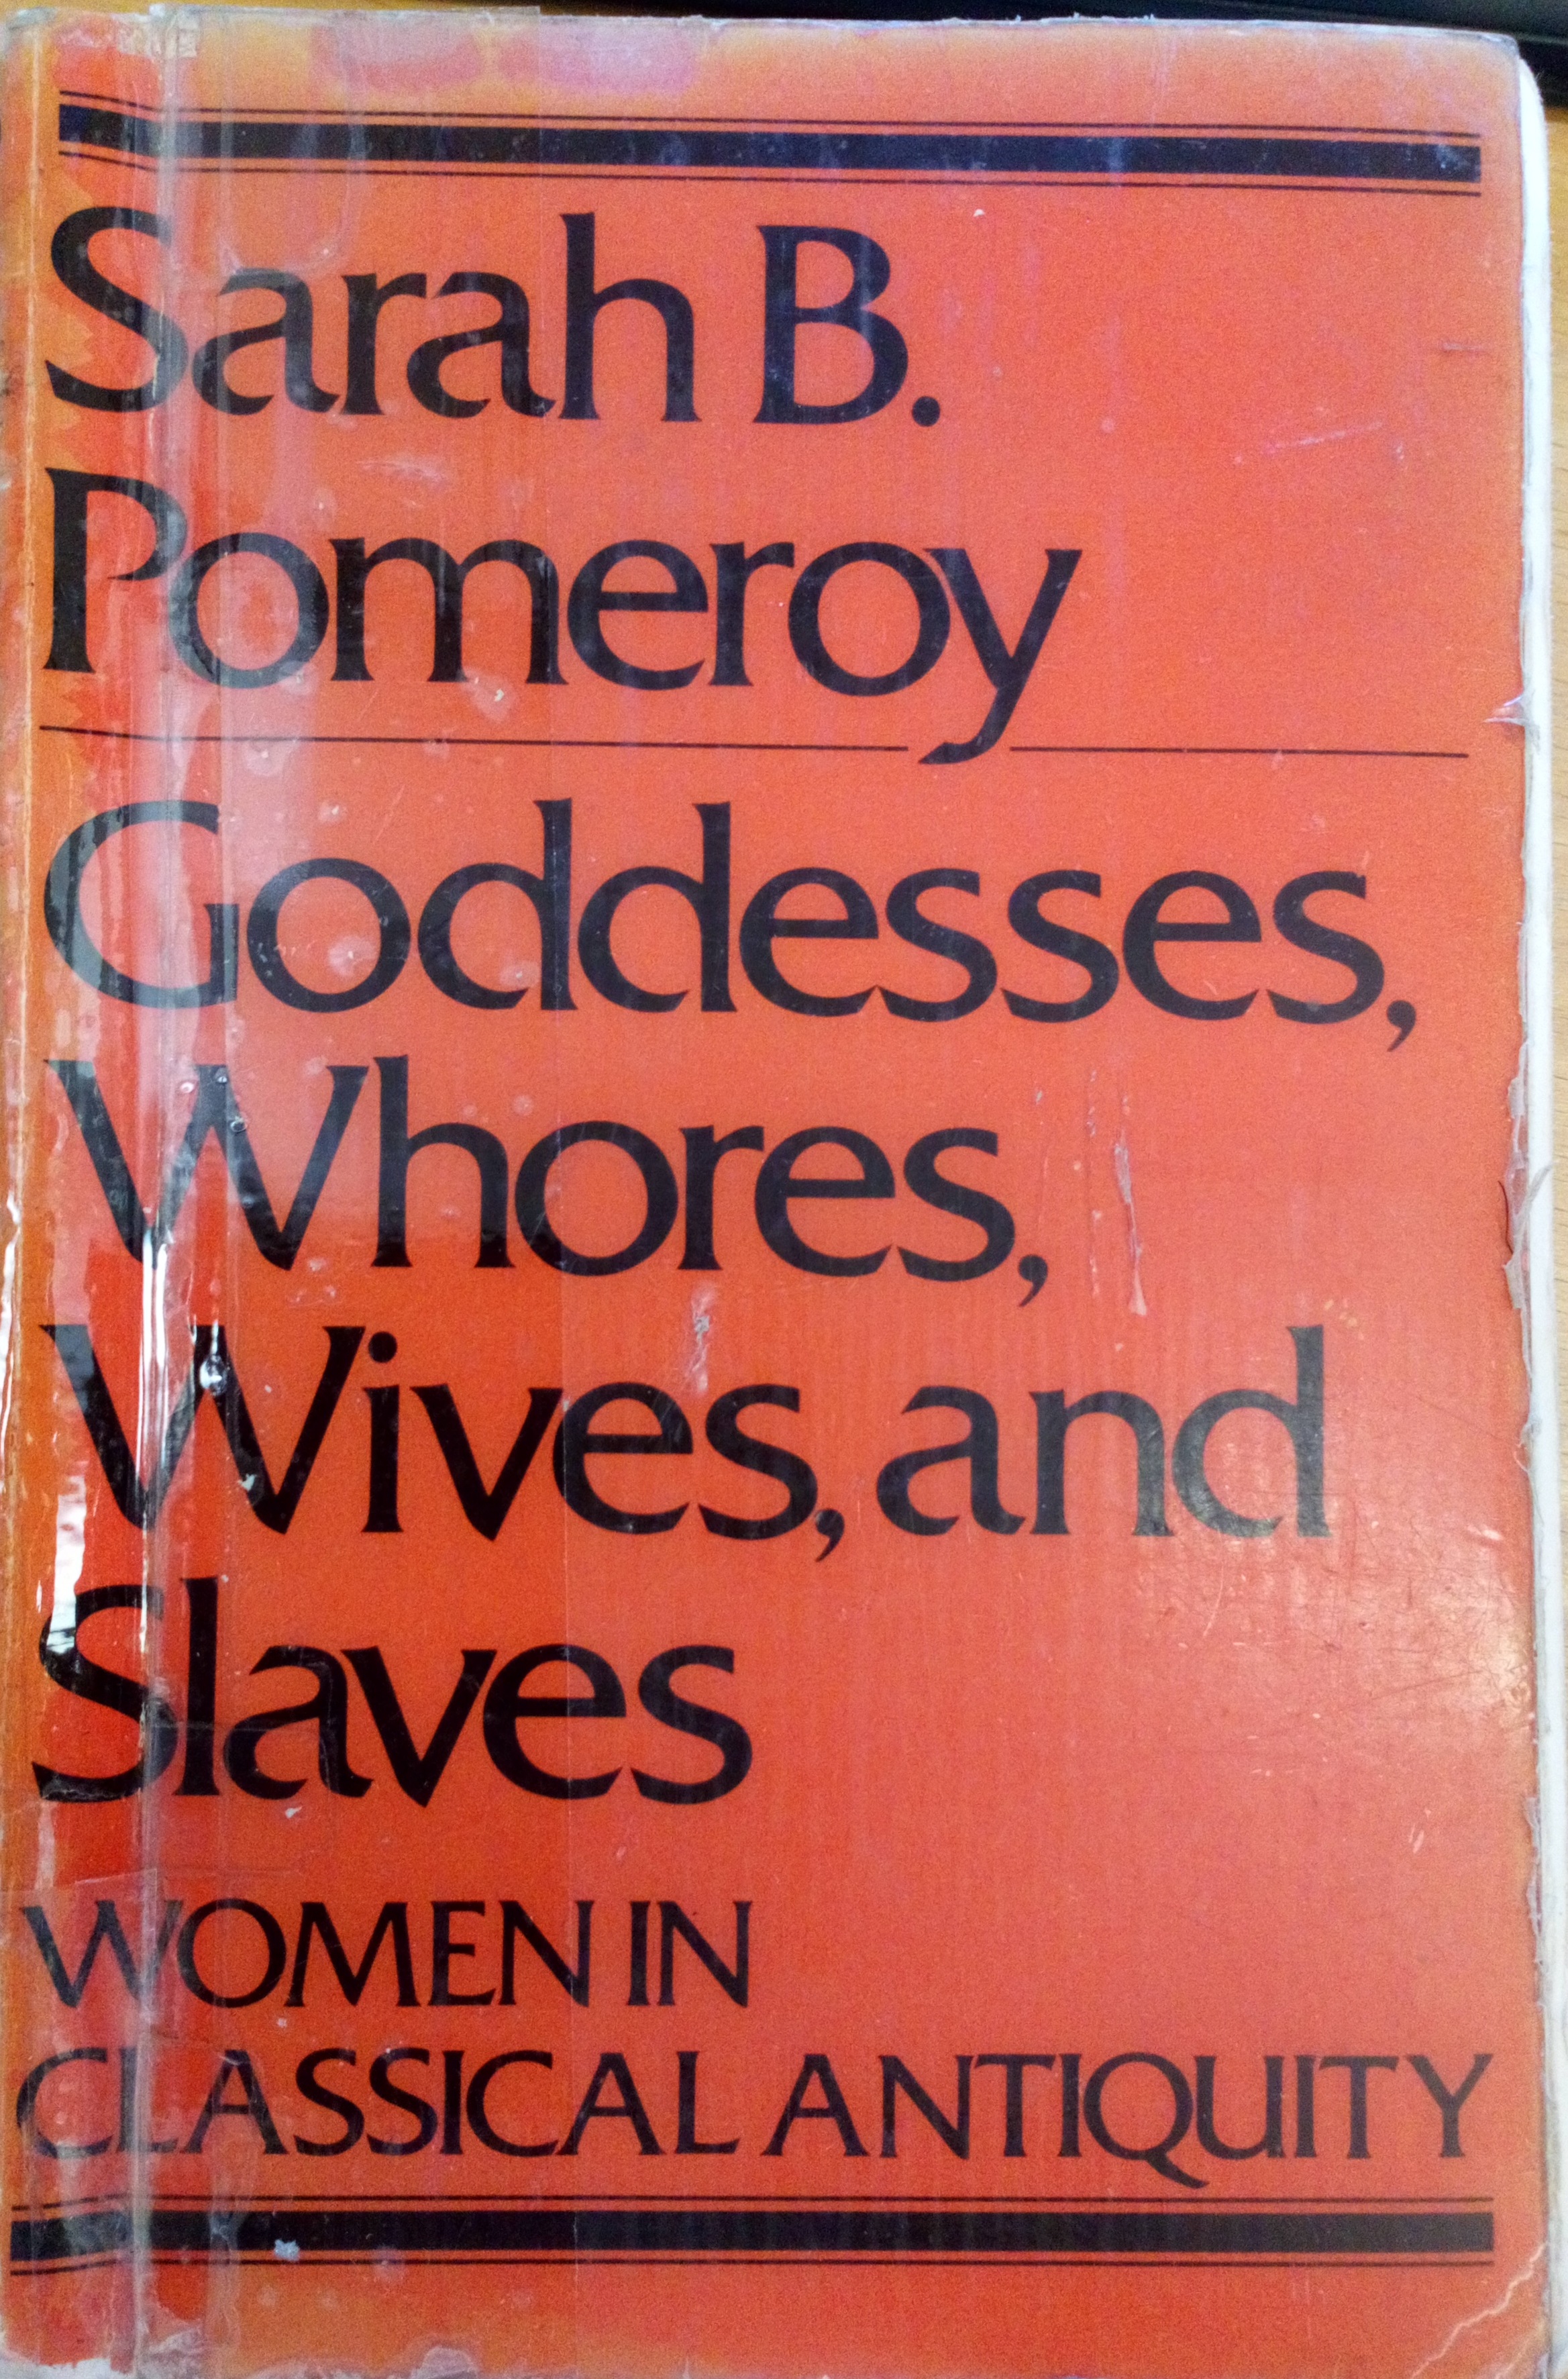 Sarah B.
Pomeroy
Goddesses,
Whores,
Wives, and
Slaves
WOMEN IN
CLASSICAL ANTIQUITY